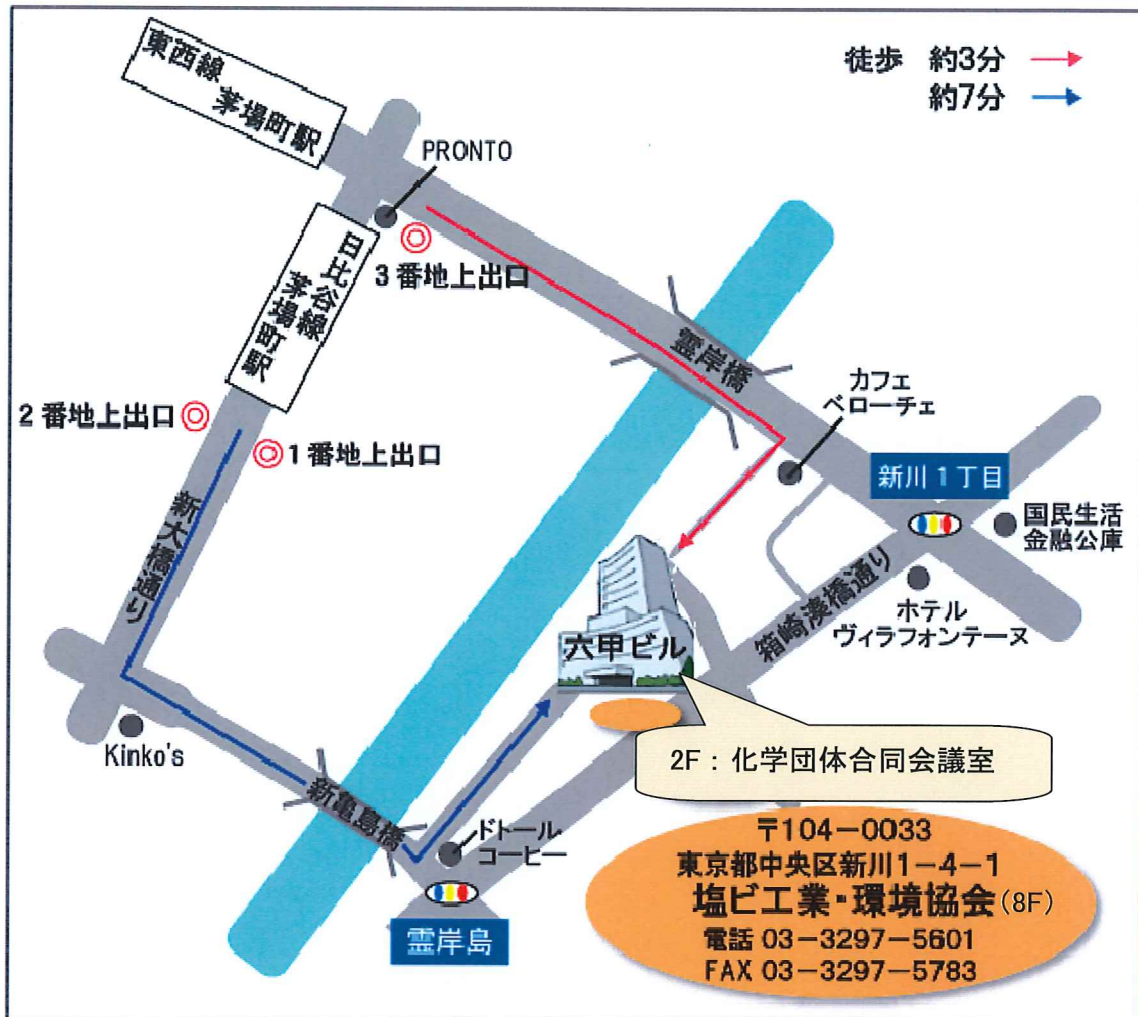 徒歩 約3分
約7分
東西線
茅場町駅
PRONTO
日比谷線
茅場町駅
3番地上出口
霊岸橋
カフェ
ベローチェ
2番地上出口
1番地上出口
新川1丁目
国民生活
金融公庫
新大橋通り
箱崎湊橋通り
ホテル
ヴィラフォンテーヌ
六甲ビル
Kinko's
2F：化学団体合同会議室
新亀島橋
ドトール
コーヒー
霊岸島
〒104－0033
東京都中央区新川1－4－1
塩ビ工業・環境協会(8F)
電話 03－3297－5601
FAX 03－3297－5783